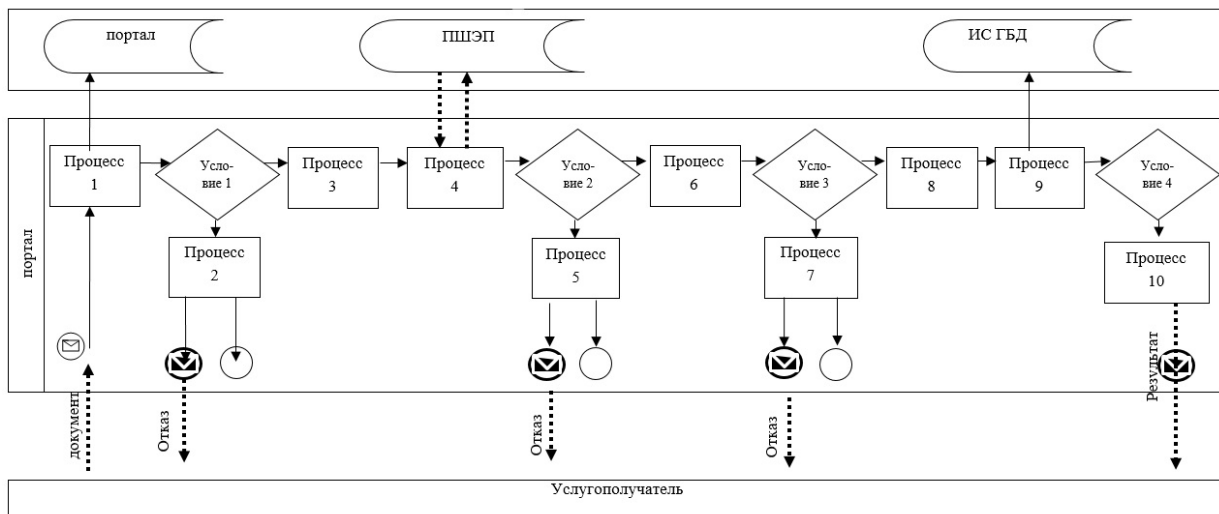 портал
ПШЭП
ИС ГБД
портал
Процесс
1
Усло-
вие 1
Процесс
3
Процесс
4
Усло-
вие 2
Процесс
6
Усло-
вие 3
Процесс
8
Процесс
9
Усло-
вие 4
Процесс
2
Процесс
5
Процесс
7
Процесс
10
документ
Отказ
Отказ
Отказ
Результат
Услугополучатель